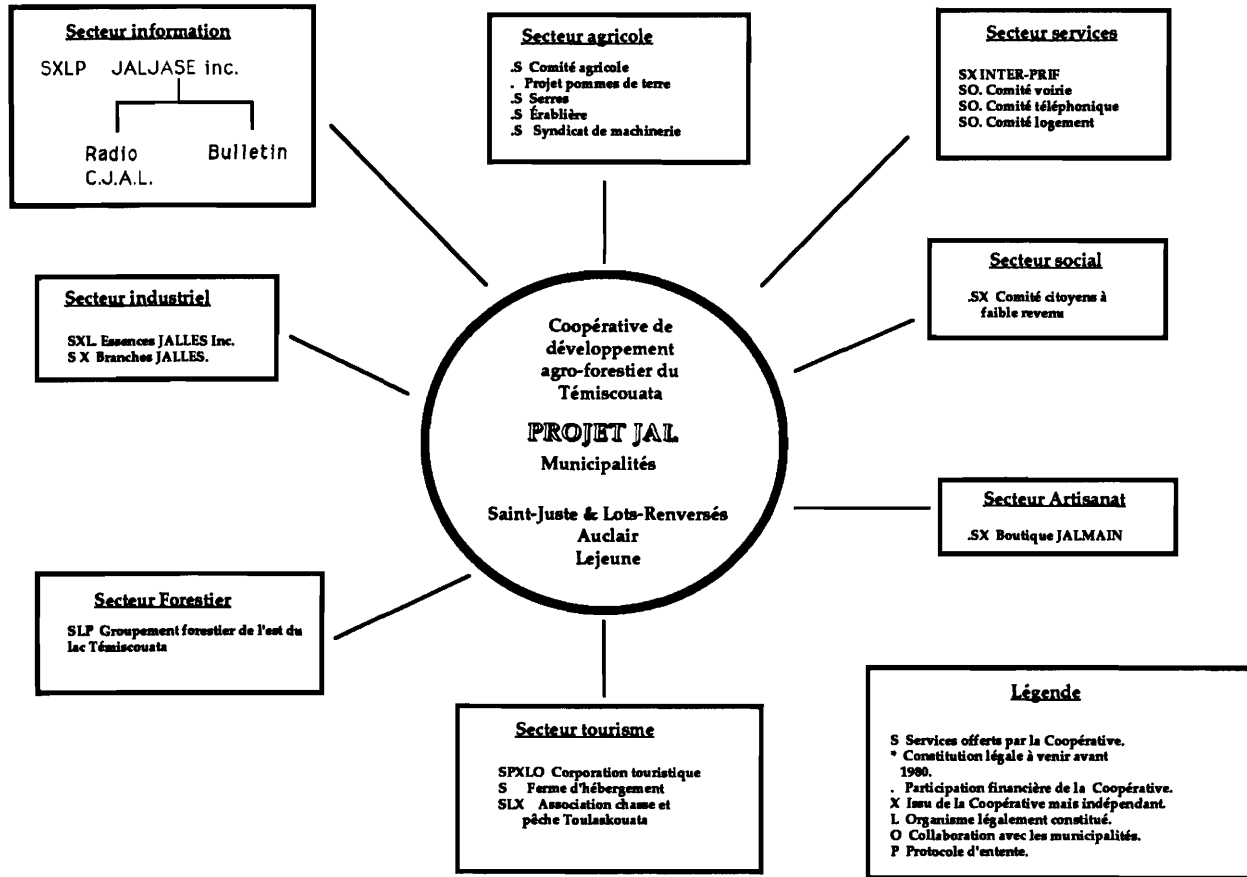 Secteur information
SXLP JALJASE inc.
Radio Bulletin
C.J.A.L.
Secteur agricole
.S Comité agricole
. Projet pommes de terre
.S Serres
.S Érablière
.S Syndicat de machinerie
Secteur services
SX INTER-PRIF
SO. Comité voirie
SO. Comité téléphonique
SO. Comité logement
Secteur industriel
SXL Essences JALLES Inc.
S X Branches JALLES.
Coopérative de
développement
agro-forestier du
Témiscouata
PROJET JAL
Municipalités
Saint-Juste & Lots-Renversés
Auclair
Lejeune
Secteur social
.SX Comité citoyens à
faible revenu
Secteur Artisanat
.SX Boutique JALMAIN
Secteur Forestier
SLP Groupement forestier de l'est du
lac Témiscouata
Secteur tourisme
SPXLO Corporation touristique
S Ferme d'hébergement
SLX Association chasse et
pêche Toulaskouata
Légende
S Services offerts par la Coopérative.
* Constitution légale à venir avant
1980.
. Participation financière de la Coopérative.
X Issu de la Coopérative mais indépendant.
L Organisme légalement constitué.
O Collaboration avec les municipalités.
P Protocole d'entente.